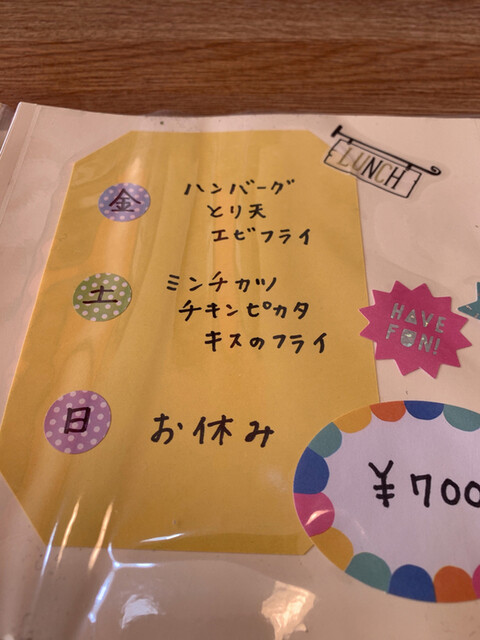 LUNCH
金
ハンバーグ
とり天
エビフライ
土
ミンチカツ
チキンピカタ
キスのフライ
HAVE
FUN!
日
お休み
¥700